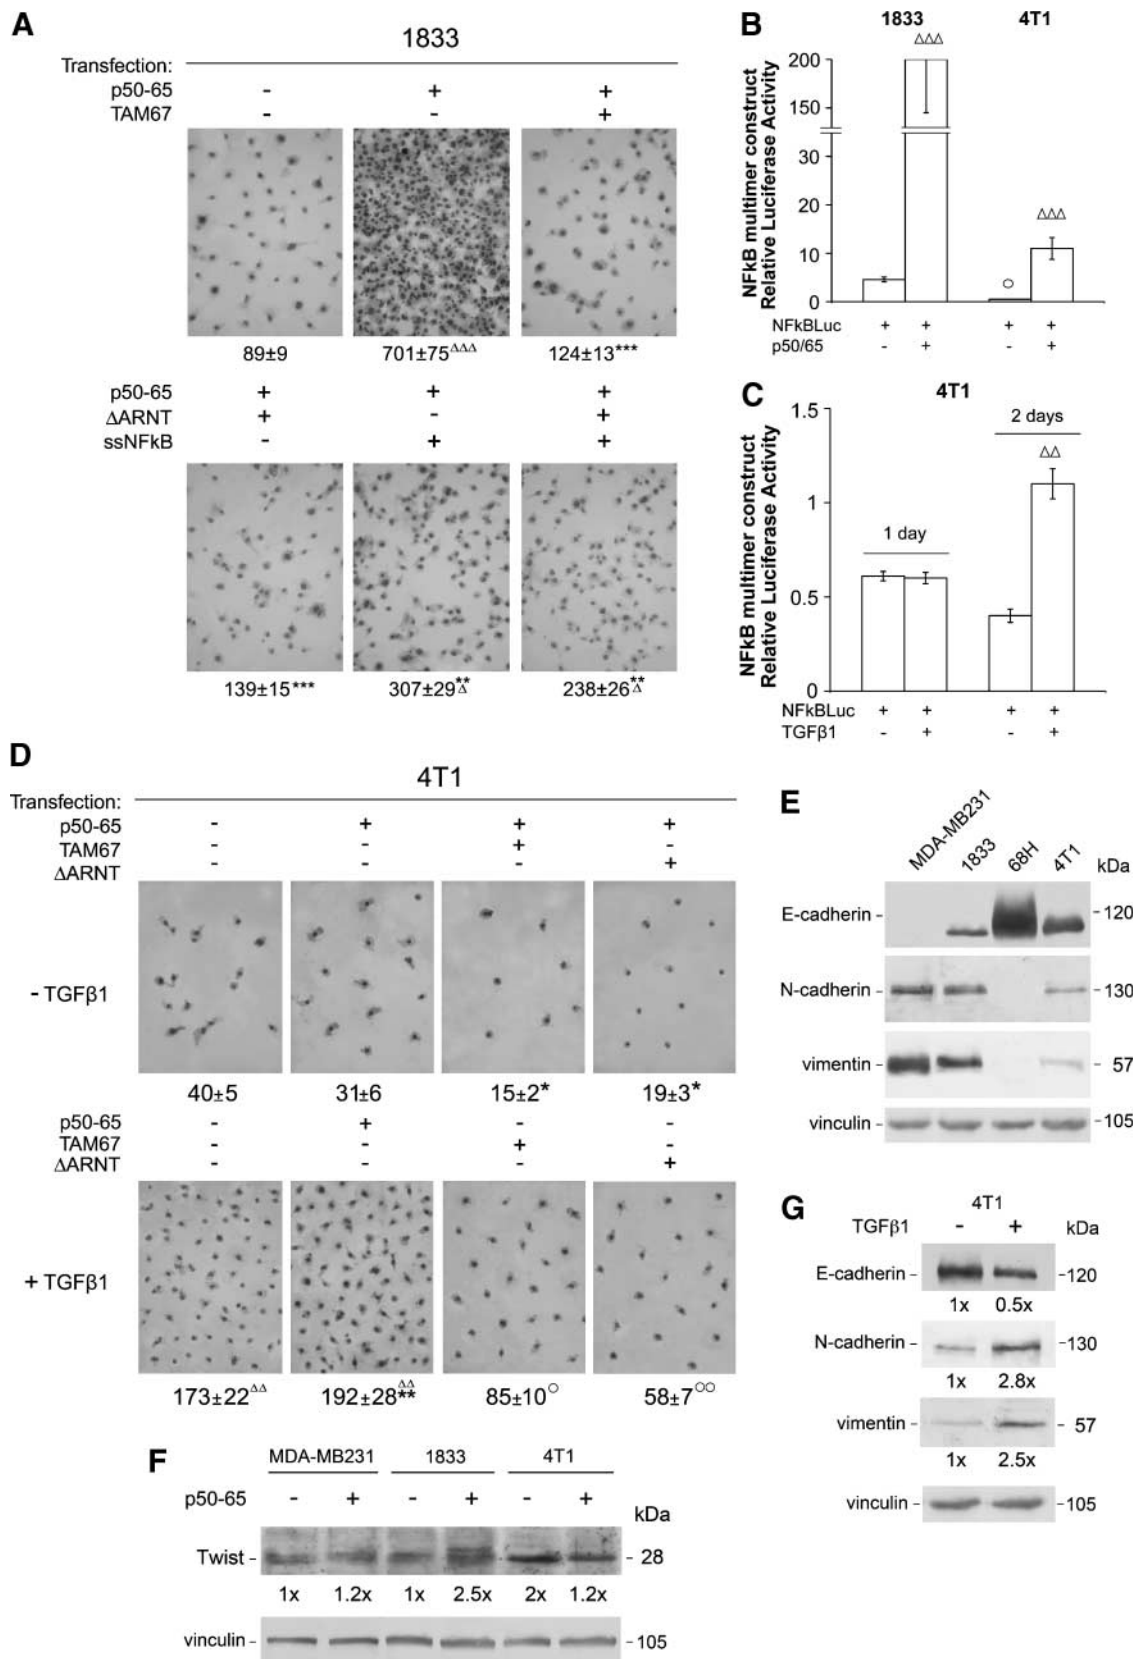 A
1833
Transfection:
p50-65 - + +
TAM67 - - +
89±9 701±75ΔΔΔ 124±13***
p50-65 + + +
ΔARNT + - +
ssNFkB - + +
139±15*** 307±29**Δ 238±26**Δ
B
1833 4T1
NFkB multimer construct
Relative Luciferase Activity
200
150
30
20
10
0
ΔΔΔ
○
ΔΔΔ
NFkBLuc + + + +
p50/65 - + - +
C
4T1
NFkB multimer construct
Relative Luciferase Activity
1.5
1
0.5
0
1 day
2 days
ΔΔ
NFkBLuc + + + +
TGFβ1 - + - +
D
4T1
Transfection:
p50-65 - + + +
TAM67 - - + -
ΔARNT - - - +
- TGFβ1
40±5 31±6 15±2* 19±3*
p50-65 - + - -
TAM67 - - + -
ΔARNT - - - +
+ TGFβ1
173±22ΔΔ 192±28ΔΔ** 85±10○ 58±7○○
E
MDA-MB231 1833 68H 4T1 kDa
E-cadherin - -120
N-cadherin - -130
vimentin - - 57
vinculin - -105
F
MDA-MB231 1833 4T1
p50-65 - + - + - +
kDa
Twist - - 28
1x 1.2x 1x 2.5x 2x 1.2x
vinculin - -105
G
4T1
TGFβ1 - + kDa
E-cadherin - -120
1x 0.5x
N-cadherin - -130
1x 2.8x
vimentin - - 57
1x 2.5x
vinculin - -105